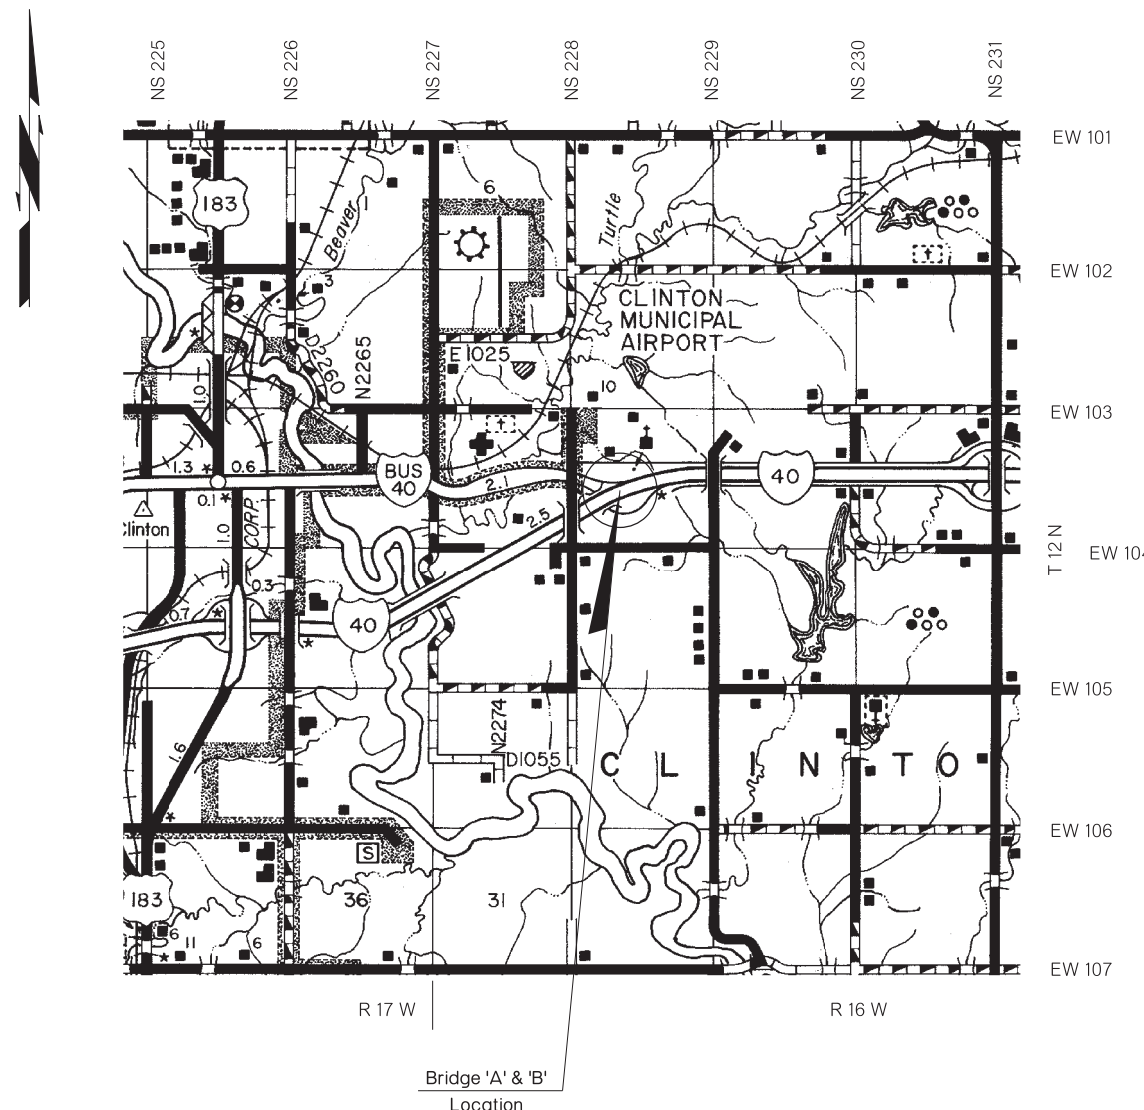 NS 225
NS 226
NS 227
NS 228
NS 229
NS 230
NS 231
EW 101
183
6
1
Beaver
Turtle
EW 102
3
CLINTON
MUNICIPAL
AIRPORT
D2260
N2265
E1025
10
1.0
EW 103
1.3
0.6
BUS
40
2.1
40
0.1
Clinton
CORP.
1.0
2.5
T 12 N
EW 10
0.3
0.7
40
EW 105
N2274
D1055
1.6
C L I N T O
EW 106
S
183
36
31
6
11
6
EW 107
R 17 W
R 16 W
Bridge 'A' & 'B'
Location